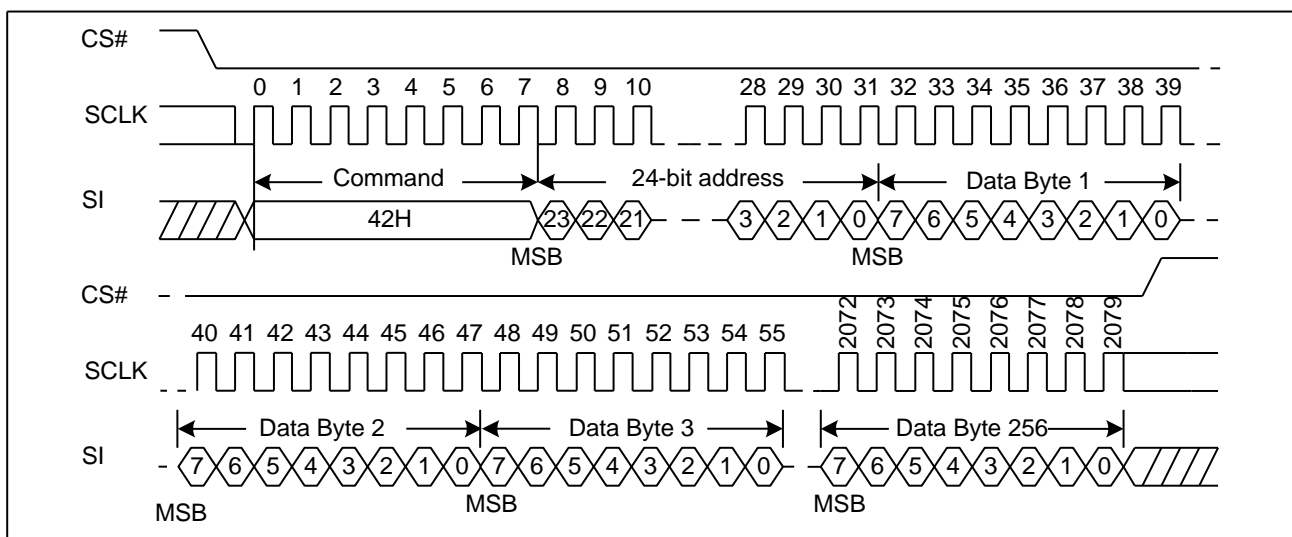 CS#
0 1 2 3 4 5 6 7 8 9 10 28 29 30 31 32 33 34 35 36 37 38 39
SCLK
Command 24-bit address Data Byte 1
SI
42H 23 22 21 3 2 1 0 7 6 5 4 3 2 1 0
MSB MSB
CS#
40 41 42 43 44 45 46 47 48 49 50 51 52 53 54 55 2072 2073 2074 2075 2076 2077 2078 2079
SCLK
Data Byte 2 Data Byte 3 Data Byte 256
SI
7 6 5 4 3 2 1 0 7 6 5 4 3 2 1 0 7 6 5 4 3 2 1 0
MSB MSB MSB